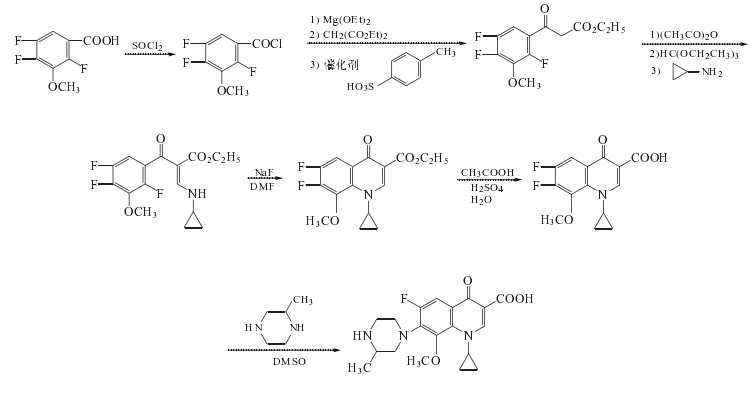 F
COOH
F
F
OCH3
SOCl2
F
COCl
F
F
OCH3
1) Mg(OEt)2
2) CH2(CO2Et)2
3) 催化剂
CH3
HO3S
O
F
CO2C2H5
F
F
OCH3
1)(CH3CO)2O
2)HC(OCH2CH3)3
3)
NH2
O
F
CO2C2H5
F
F
NH
OCH3
NaF
DMF
O
F
CO2C2H5
F
N
H3CO
CH3COOH
H2SO4
H2O
O
F
COOH
F
N
H3CO
CH3
HN
NH
DMSO
O
F
COOH
HN
N
N
H3CO
H3C